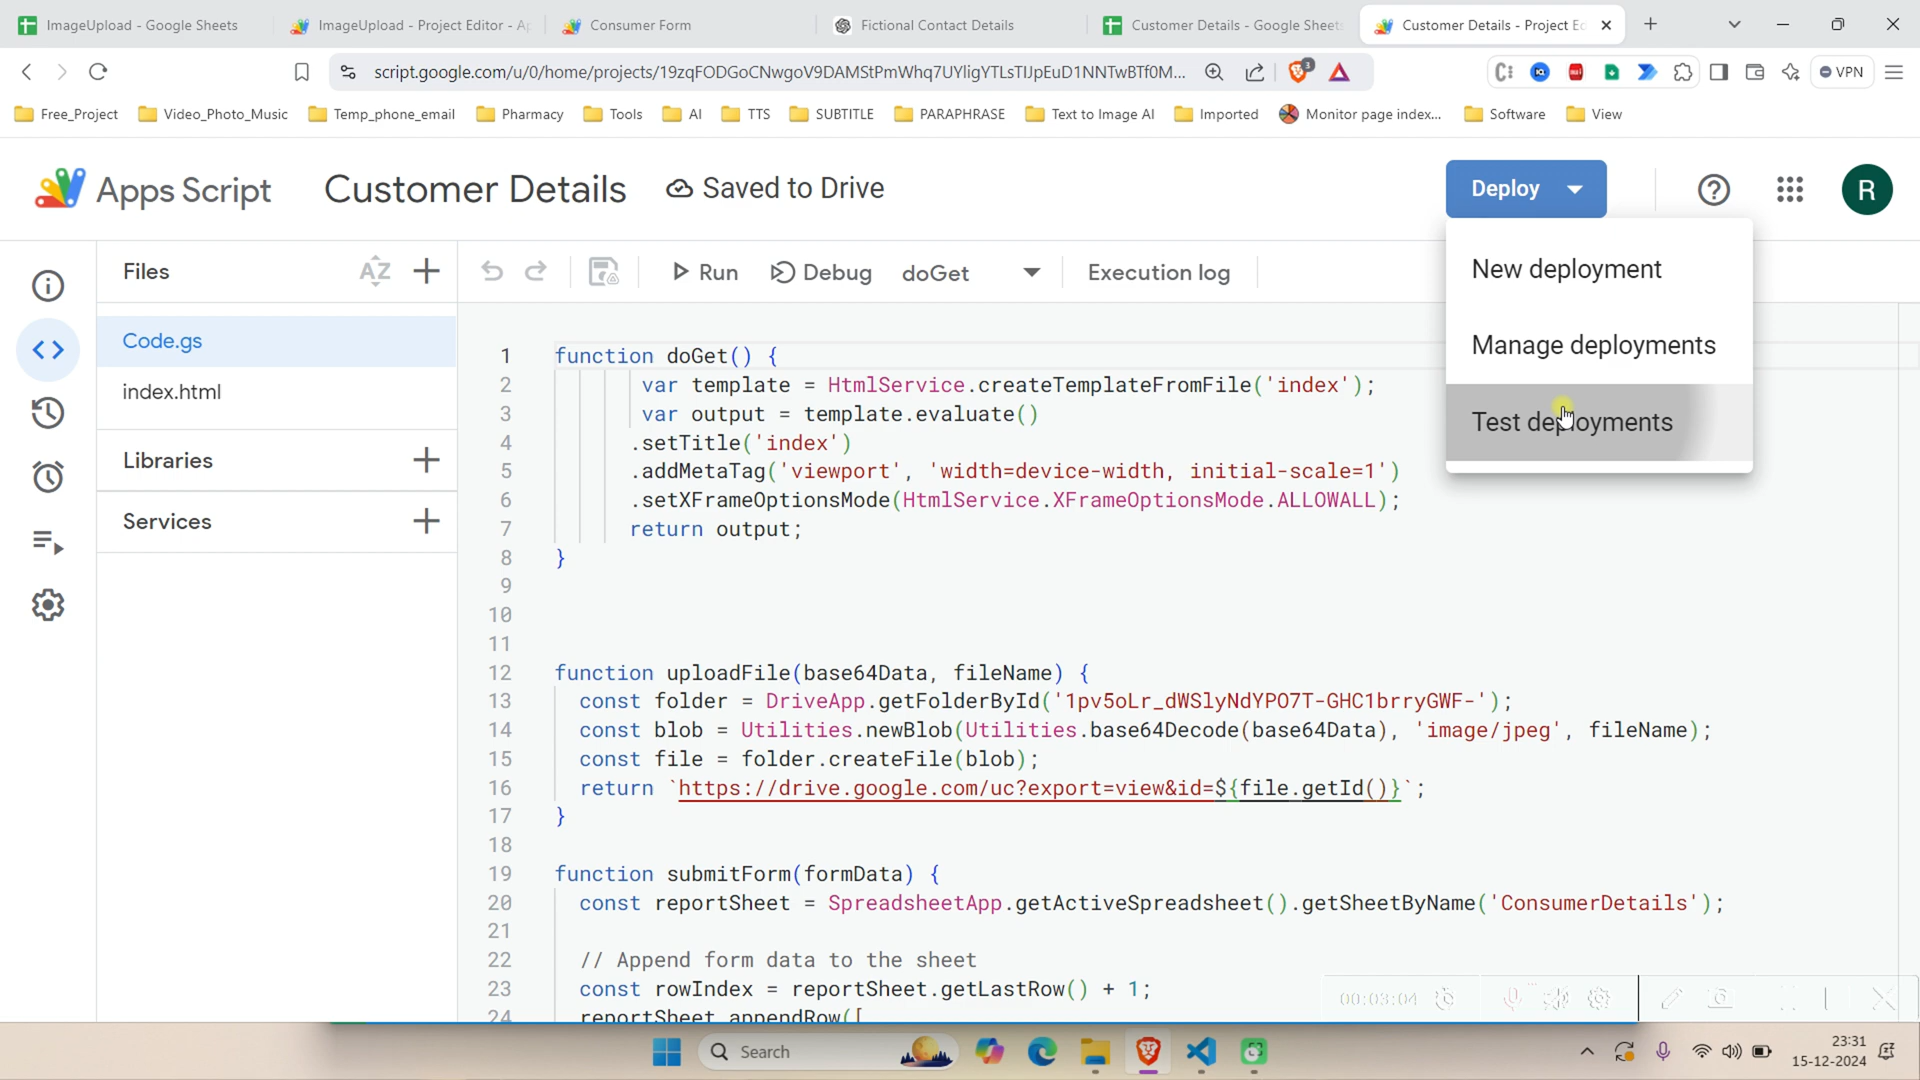 ImageUpload - Google Sheets
ImageUpload - Project Editor - Ap
Consumer Form
Fictional Contact Details
Customer Details - Google Sheets
Customer Details - Project Ed
script.google.com/u/0/home/projects/19zqFODGoCNwgoV9DAMStPmWhq7UYligYTLsTIJpEuD1NNTwBTf0M...
3
VPN
Free_Project
Video_Photo_Music
Temp_phone_email
Pharmacy
Tools
AI
TTS
SUBTITLE
PARAPHRASE
Text to Image AI
Imported
Monitor page index...
Software
View
Apps Script
Customer Details
Saved to Drive
Deploy
R
New deployment
Manage deployments
Test deployments
Files
AZ
Run
Debug
doGet
Execution log
Code.gs
index.html
Libraries
Services
1 function doGet() {
2 var template = HtmlService.createTemplateFromFile('index');
3 var output = template.evaluate()
4 .setTitle('index')
5 .addMetaTag('viewport', 'width=device-width, initial-scale=1')
6 .setXFrameOptionsMode(HtmlService.XFrameOptionsMode.ALLOWALL);
7 return output;
8 }
9
10
11
12 function uploadFile(base64Data, fileName) {
13 const folder = DriveApp.getFolderById('1pv5oLr_dWSlyNdYPO7T-GHC1brryGWF-');
14 const blob = Utilities.newBlob(Utilities.base64Decode(base64Data), 'image/jpeg', fileName);
15 const file = folder.createFile(blob);
16 return `https://drive.google.com/uc?export=view&id=${file.getId()}`;
17 }
18
19 function submitForm(formData) {
20 const reportSheet = SpreadsheetApp.getActiveSpreadsheet().getSheetByName('ConsumerDetails');
21
22 // Append form data to the sheet
23 const rowIndex = reportSheet.getLastRow() + 1;
24 reportSheet.appendRow([
00:03:04
Search
23:31
15-12-2024